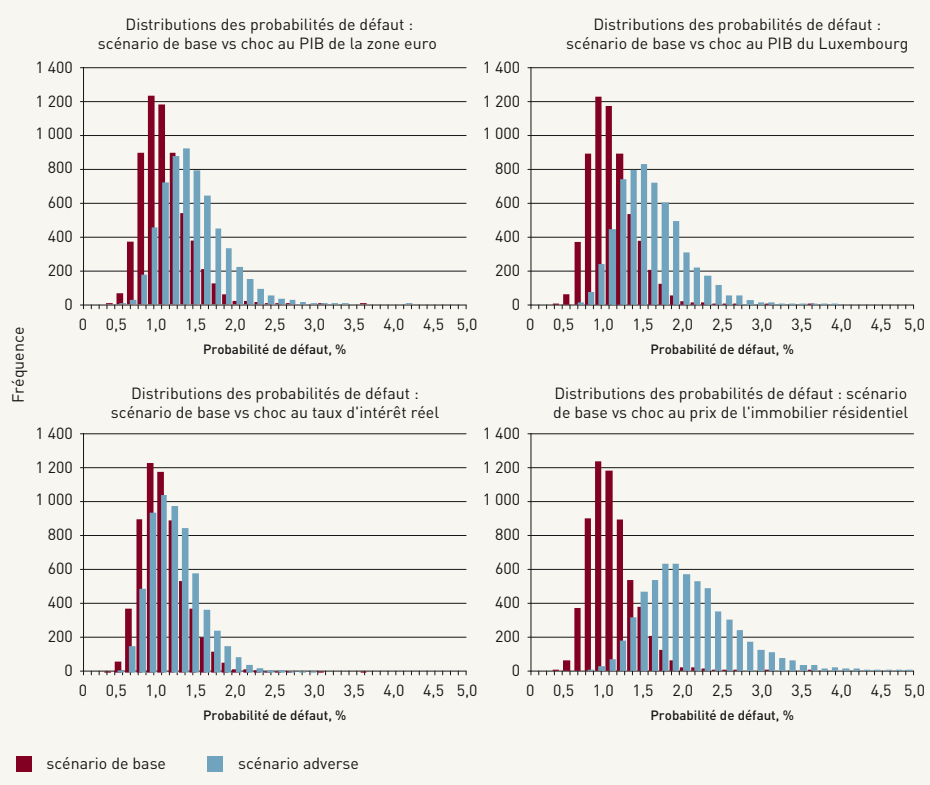 Distributions des probabilités de défaut :
scénario de base vs choc au PIB de la zone euro
1 400
1 200
1 000
800
600
400
200
0
0 0,5 1,0 1,5 2,0 2,5 3,0 3,5 4,0 4,5 5,0
Probabilité de défaut, %
Distributions des probabilités de défaut :
scénario de base vs choc au PIB du Luxembourg
1 400
1 200
1 000
800
600
400
200
0
0 0,5 1,0 1,5 2,0 2,5 3,0 3,5 4,0 4,5 5,0
Probabilité de défaut, %
Fréquence
Distributions des probabilités de défaut :
scénario de base vs choc au taux d'intérêt réel
1 400
1 200
1 000
800
600
400
200
0
0 0,5 1,0 1,5 2,0 2,5 3,0 3,5 4,0 4,5 5,0
Probabilité de défaut, %
Distributions des probabilités de défaut : scénario
de base vs choc au prix de l'immobilier résidentiel
1 400
1 200
1 000
800
600
400
200
0
0 0,5 1,0 1,5 2,0 2,5 3,0 3,5 4,0 4,5 5,0
Probabilité de défaut, %
scénario de base scénario adverse